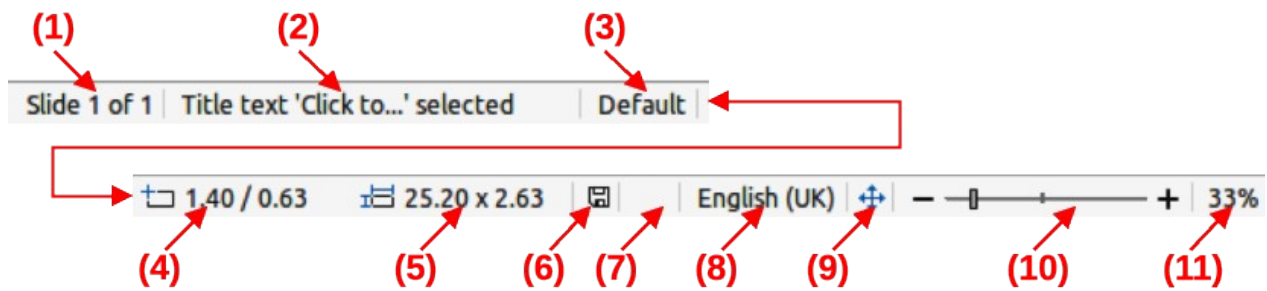 (1) (2) (3)
Slide 1 of 1 Title text 'Click to...' selected Default
1.40 / 0.63 25.20 x 2.63 English (UK) 33%
(4) (5) (6) (7) (8) (9) (10) (11)